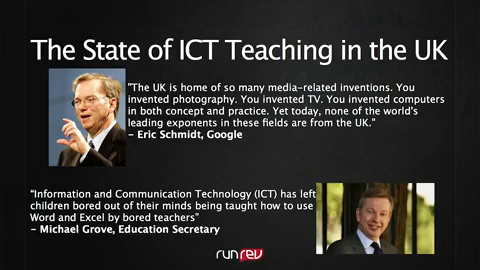 The State of ICT Teaching in the UK
"The UK is home of so many media-related inventions. You
invented photography. You invented TV. You invented computers
in both concept and practice. Yet today, none of the world's
leading exponents in these fields are from the UK."
– Eric Schmidt, Google
"Information and Communication Technology (ICT) has left
children bored out of their minds being taught how to use
Word and Excel by bored teachers"
– Michael Grove, Education Secretary
runrev